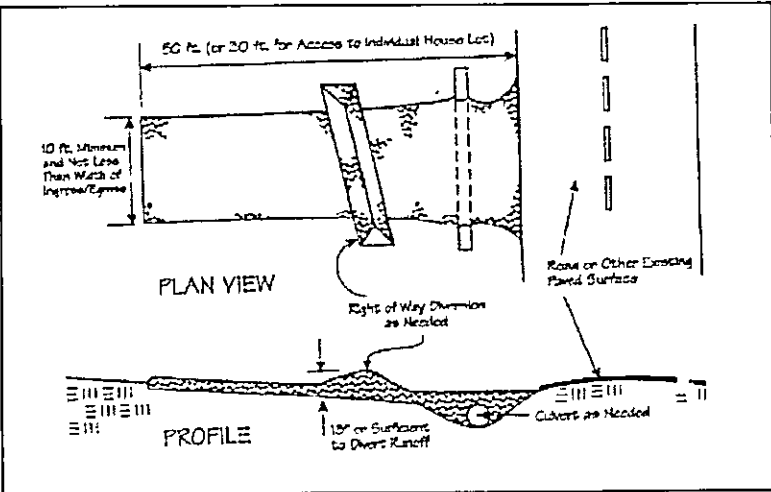 50 ft. (or 30 ft. for Access to Individual House Lot)
10 ft. Minimum
and Not Less
Than Width of
Ingress/Egress
PLAN VIEW
Right of Way Diversion
as Needed
Road or Other Existing
Paved Surface
18" or Sufficient
to Divert Runoff
Culvert as Needed
PROFILE